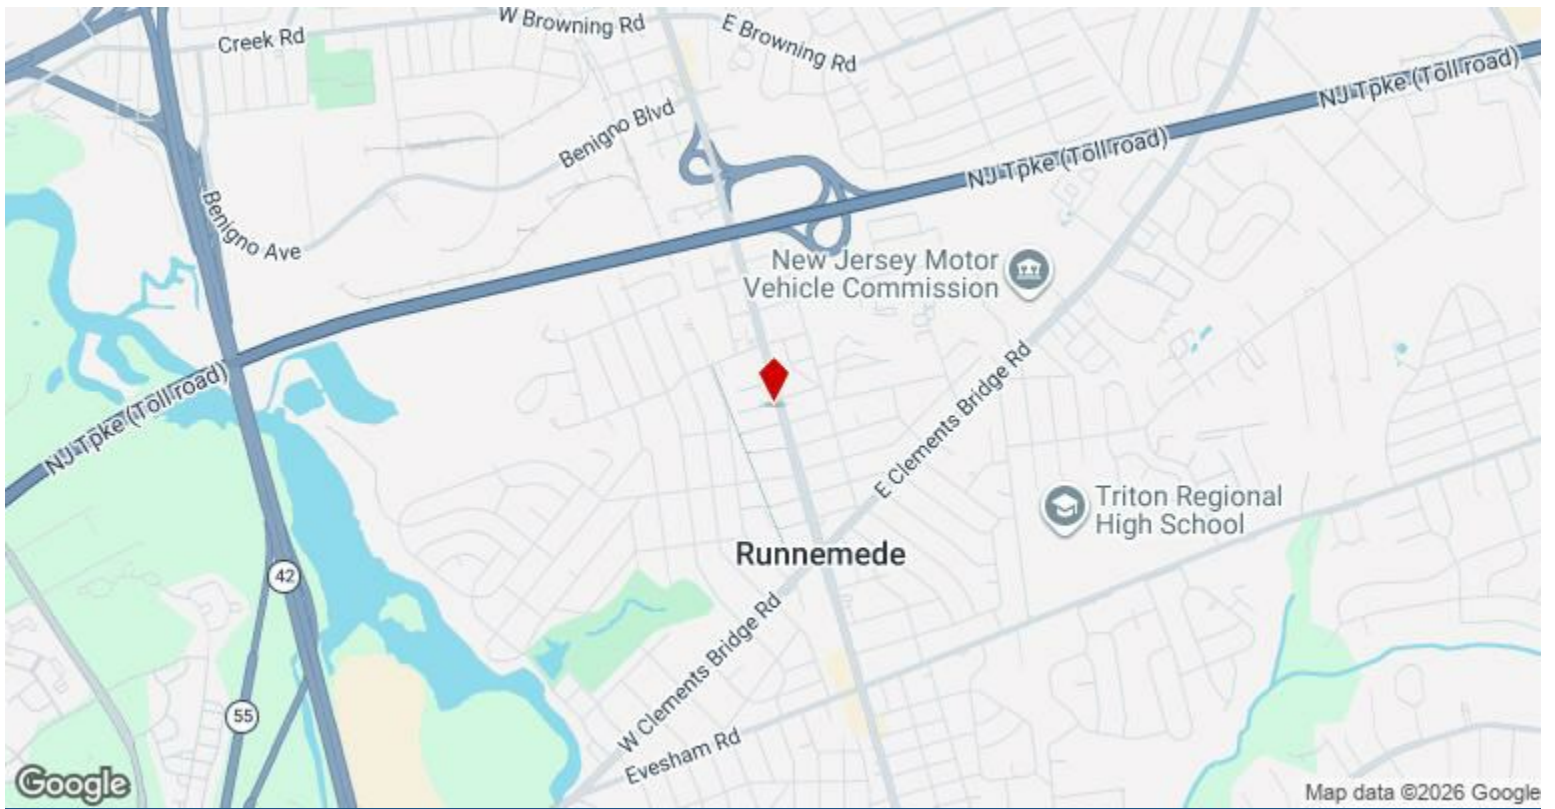 W Browning Rd
E Browning Rd
Creek Rd
NJ Tpke (Toll road)
Benigno Blvd
NJ Tpke (Toll road)
Benigno Ave
New Jersey Motor
Vehicle Commission
E Clements Bridge Rd
NJ Tpke (Toll road)
Triton Regional
High School
Runnemede
42
W Clements Bridge Rd
55
Evesham Rd
Google
Map data ©2026 Google